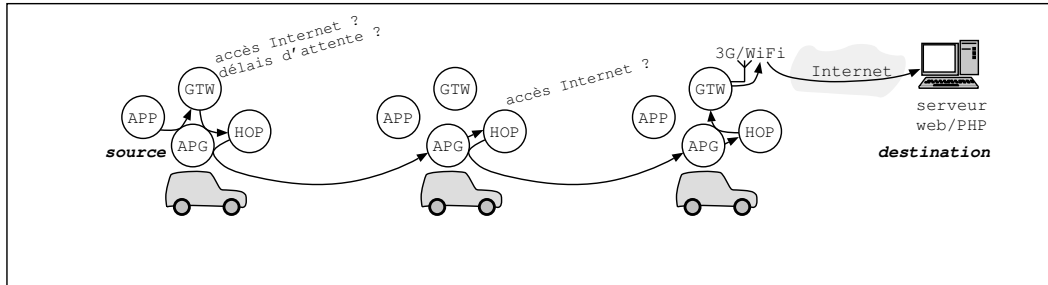 accès Internet ?
délais d'attente ?
GTW
APP
HOP
APG
source
accès Internet ?
GTW
APP
HOP
APG
3G/WiFi
GTW
APP
HOP
APG
Internet
serveur
web/PHP
destination